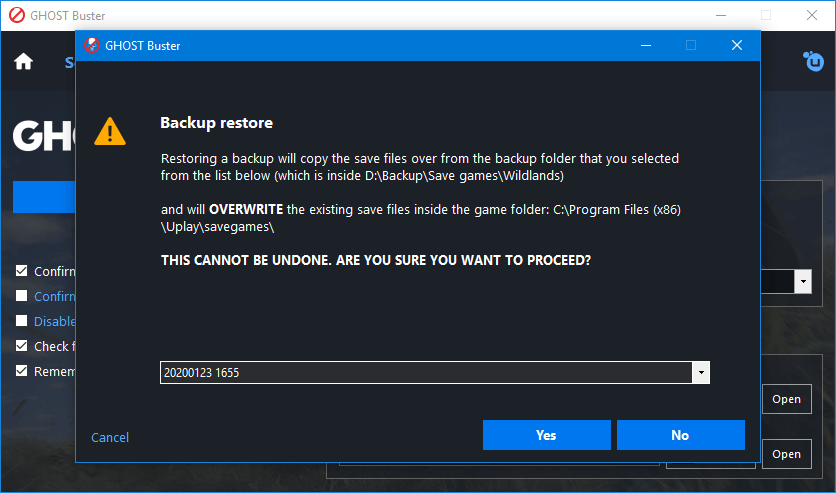 GHOST Buster
GHOST Buster
Backup restore
Restoring a backup will copy the save files over from the backup folder that you selected
from the list below (which is inside D:\Backup\Save games\Wildlands)
and will OVERWRITE the existing save files inside the game folder: C:\Program Files (x86)
\Uplay\savegames\
THIS CANNOT BE UNDONE. ARE YOU SURE YOU WANT TO PROCEED?
20200123 1655
Cancel
Yes
No
GH
Confirm
Confirm
Disable
Check f
Remem
Open
Open